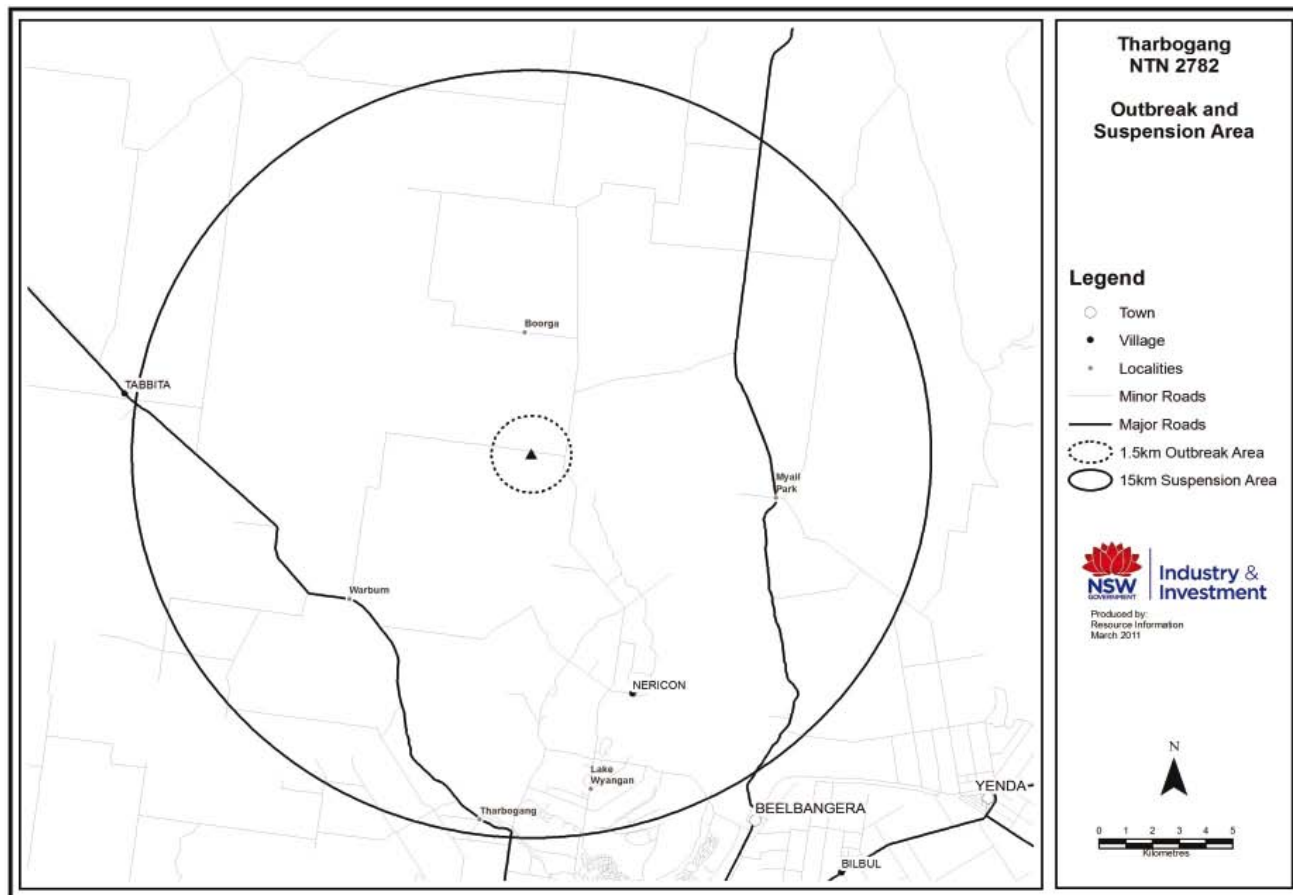 Tharbogang
NTN 2782
Outbreak and
Suspension Area
Legend
Town
Village
Localities
Minor Roads
Major Roads
1.5km Outbreak Area
15km Suspension Area
NSW
GOVERNMENT
Industry &
Investment
Produced by:
Resource Information
March 2011
N
0 1 2 3 4 5
Kilometres
Boorga
TABBITA
Myall
Park
Warburn
NERICON
Lake
Wyangan
Tharbogang
BEELBANGERA
YENDA
BILBUL